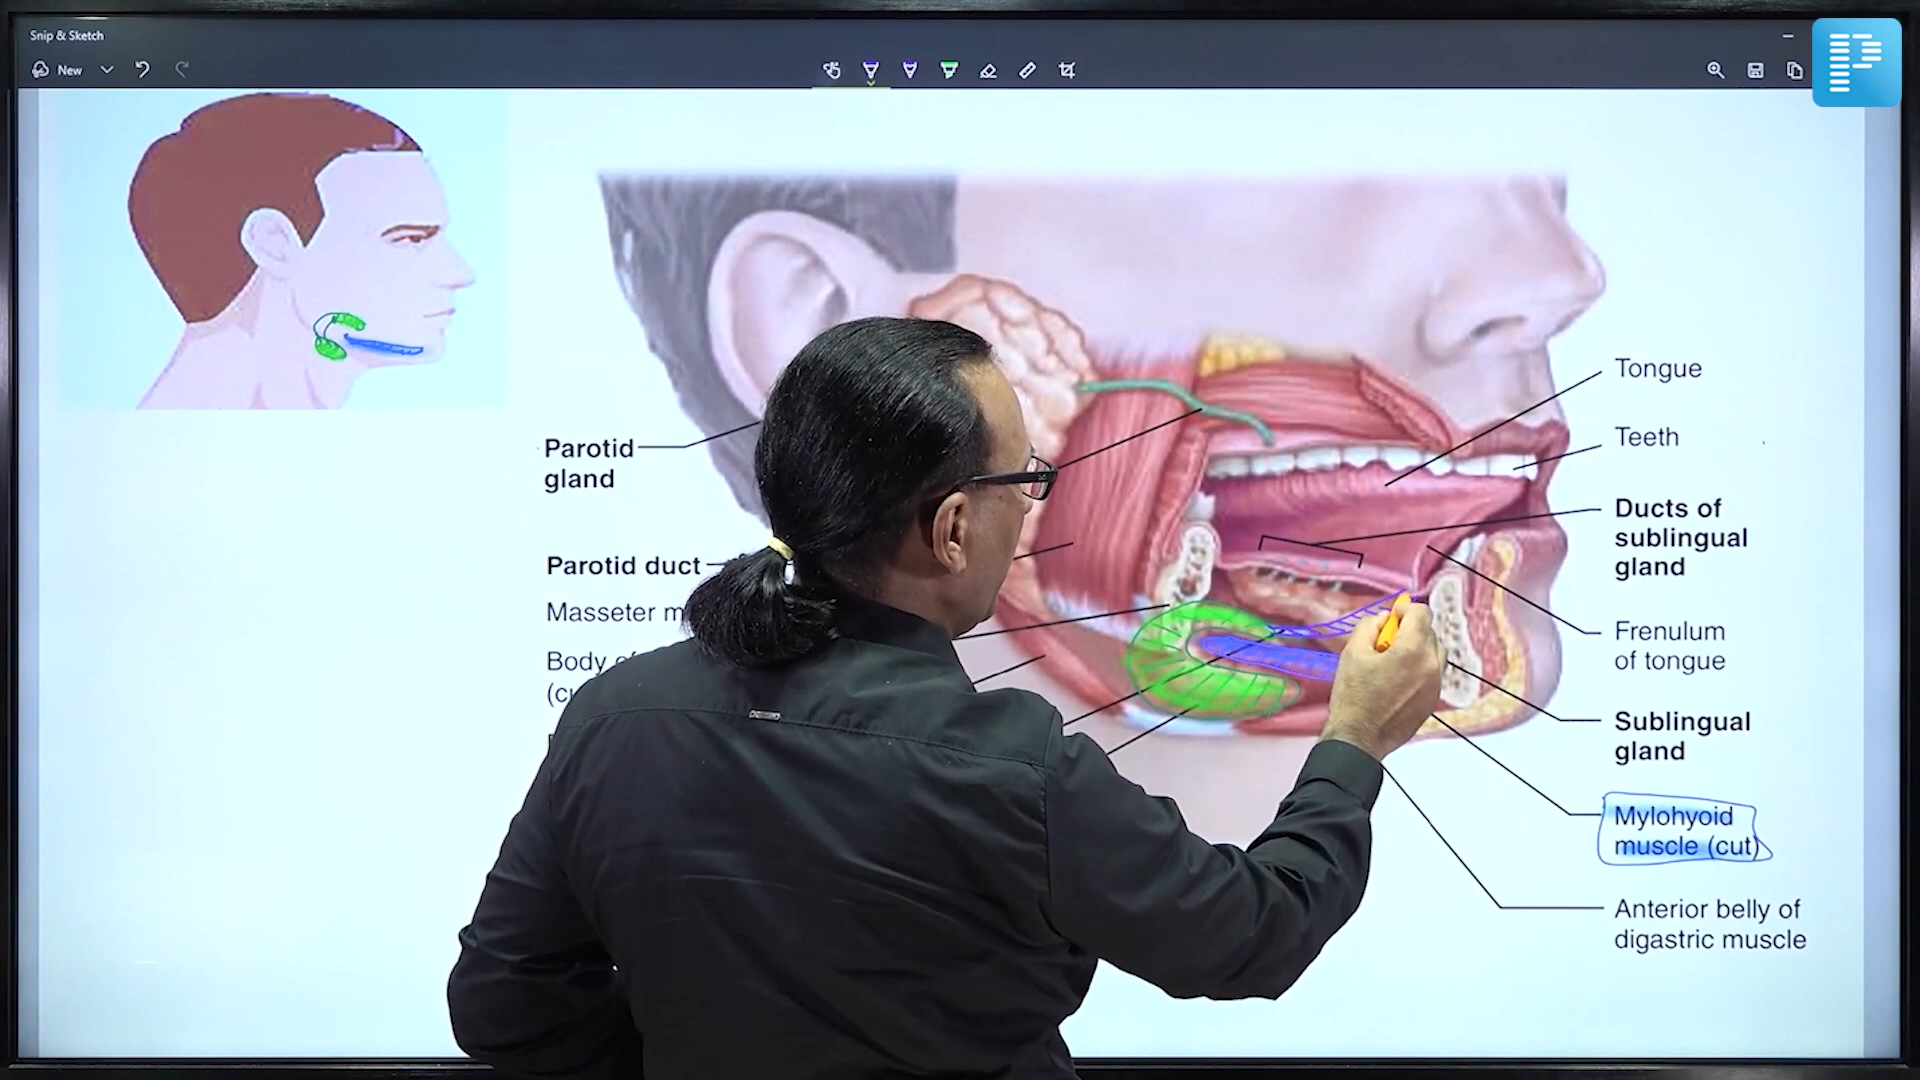 Snip & Sketch
New
Parotid
gland
Parotid duct
Masseter
Body
Tongue
Teeth
Ducts of
sublingual
gland
Frenulum
of tongue
Sublingual
gland
Mylohyoid
muscle (cut)
Anterior belly of
digastric muscle